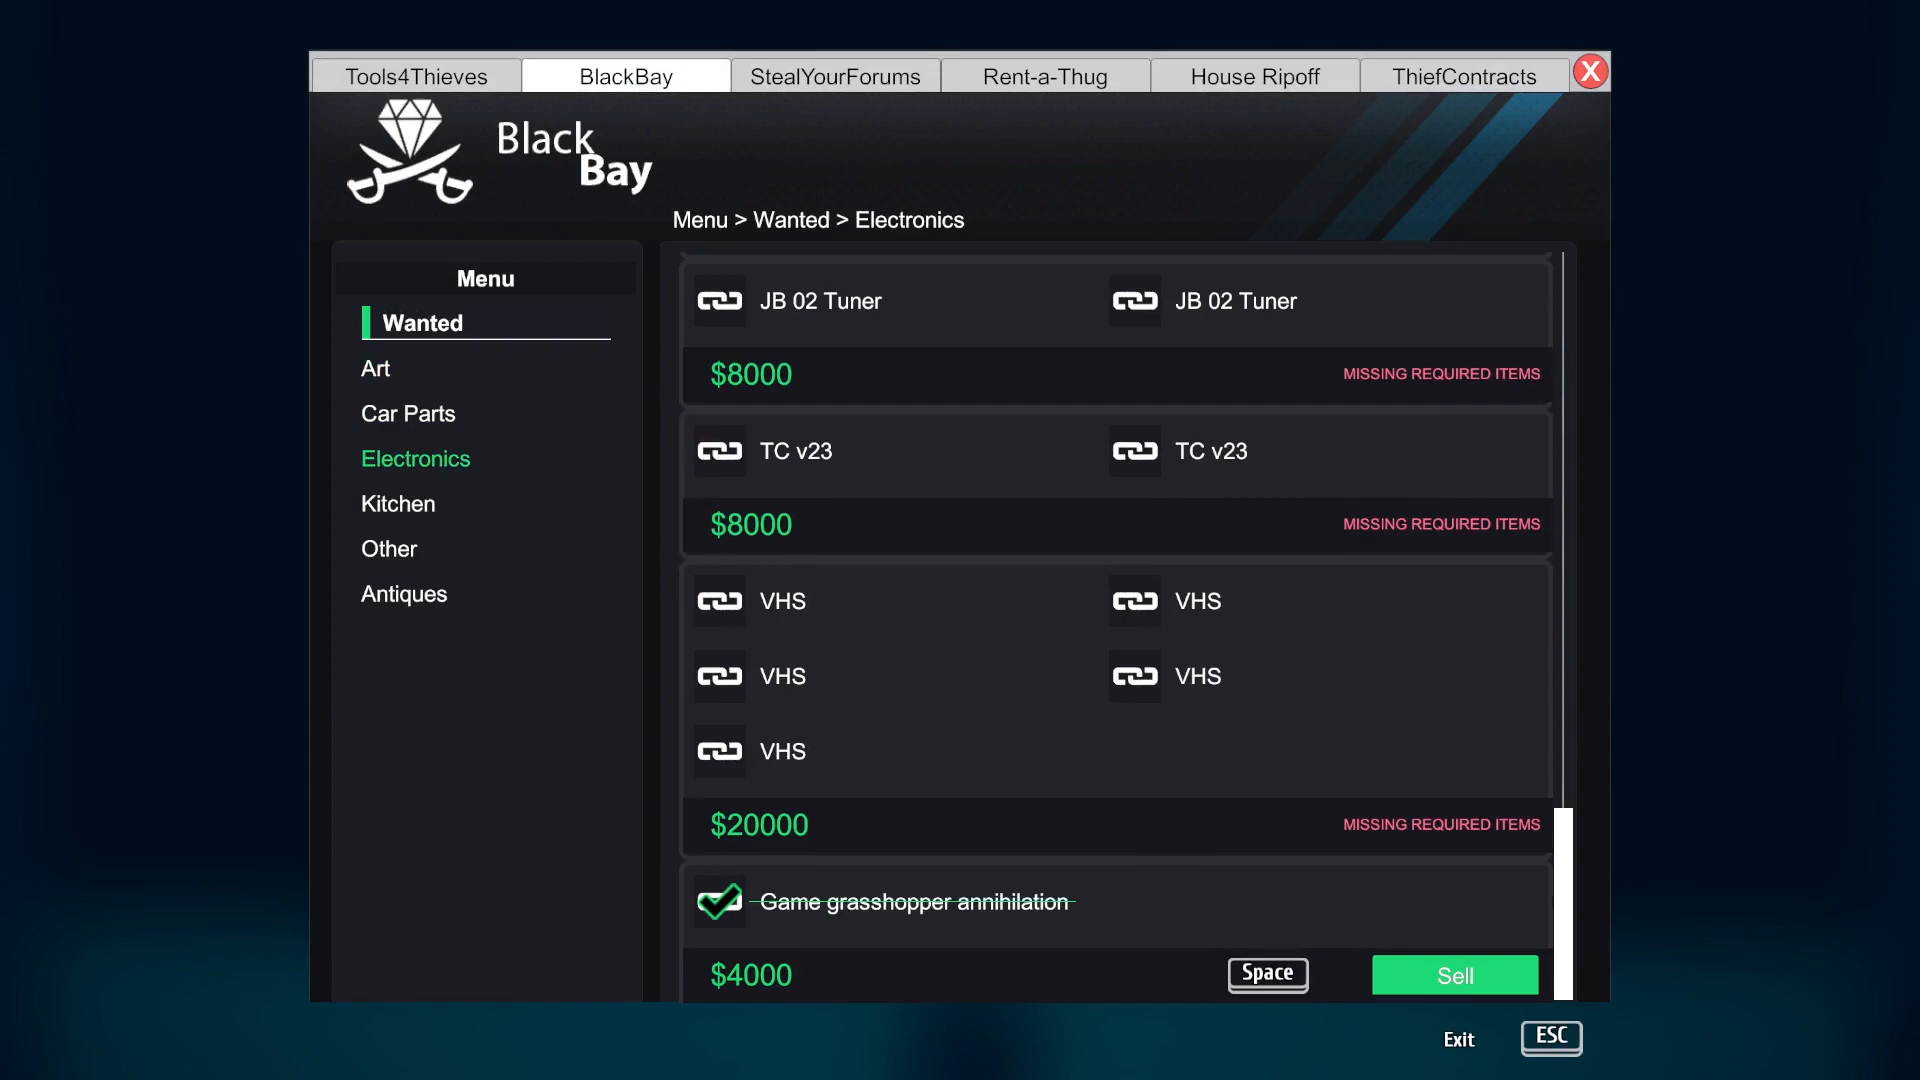 Tools4Thieves
BlackBay
StealYourForums
Rent-a-Thug
House Ripoff
ThiefContracts
X
Black
Bay
Menu > Wanted > Electronics
Menu
Wanted
Art
Car Parts
Electronics
Kitchen
Other
Antiques
JB 02 Tuner
JB 02 Tuner
$8000
MISSING REQUIRED ITEMS
TC v23
TC v23
$8000
MISSING REQUIRED ITEMS
VHS
VHS
VHS
VHS
VHS
$20000
MISSING REQUIRED ITEMS
Game grasshopper annihilation
$4000
Space
Sell
Exit
ESC